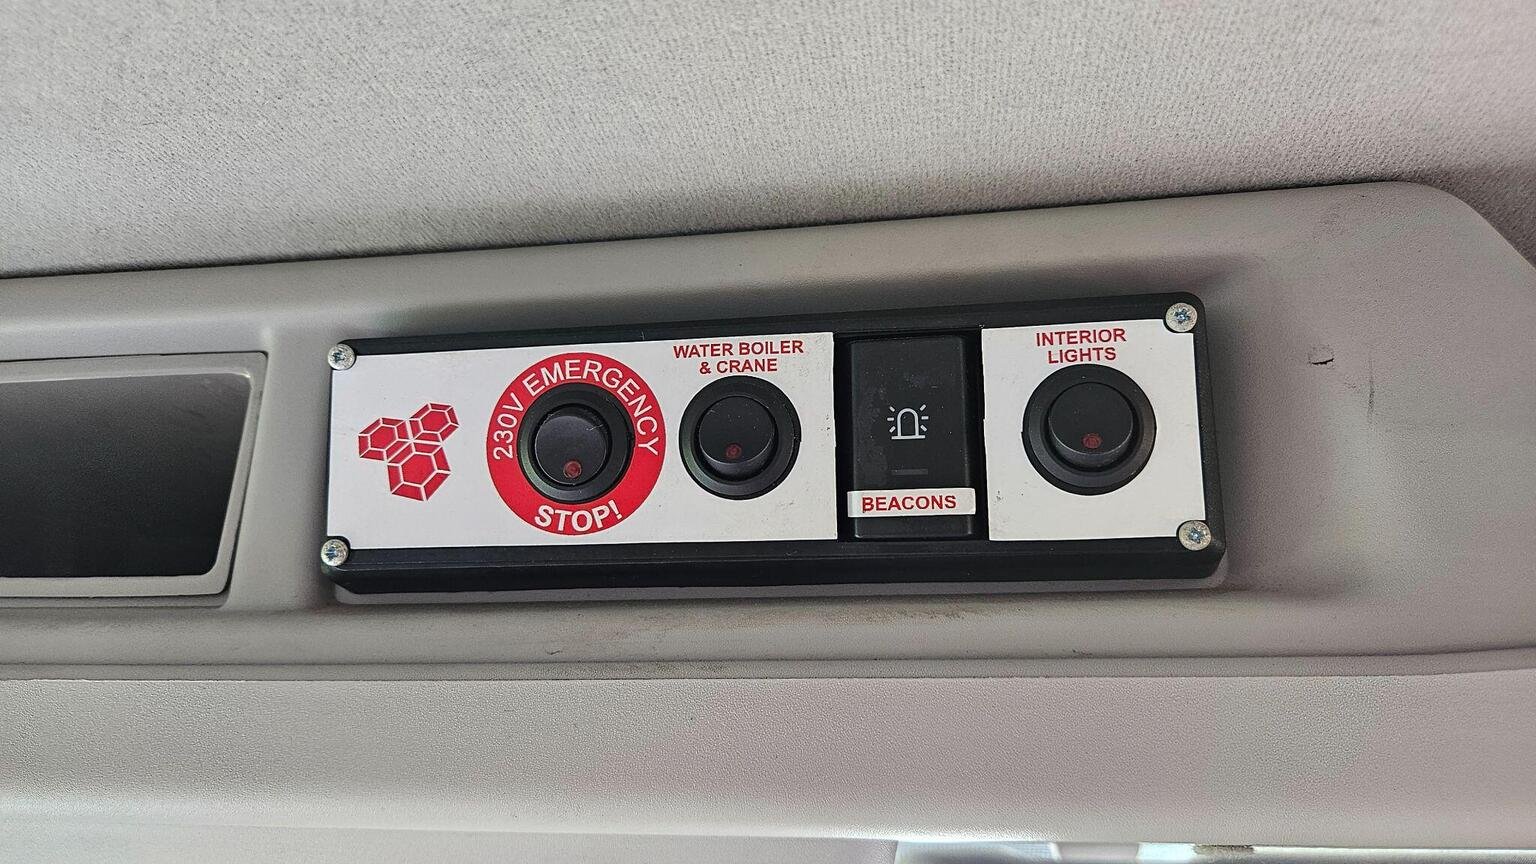 230V EMERGENCY
STOP!
WATER BOILER
& CRANE
BEACONS
INTERIOR
LIGHTS